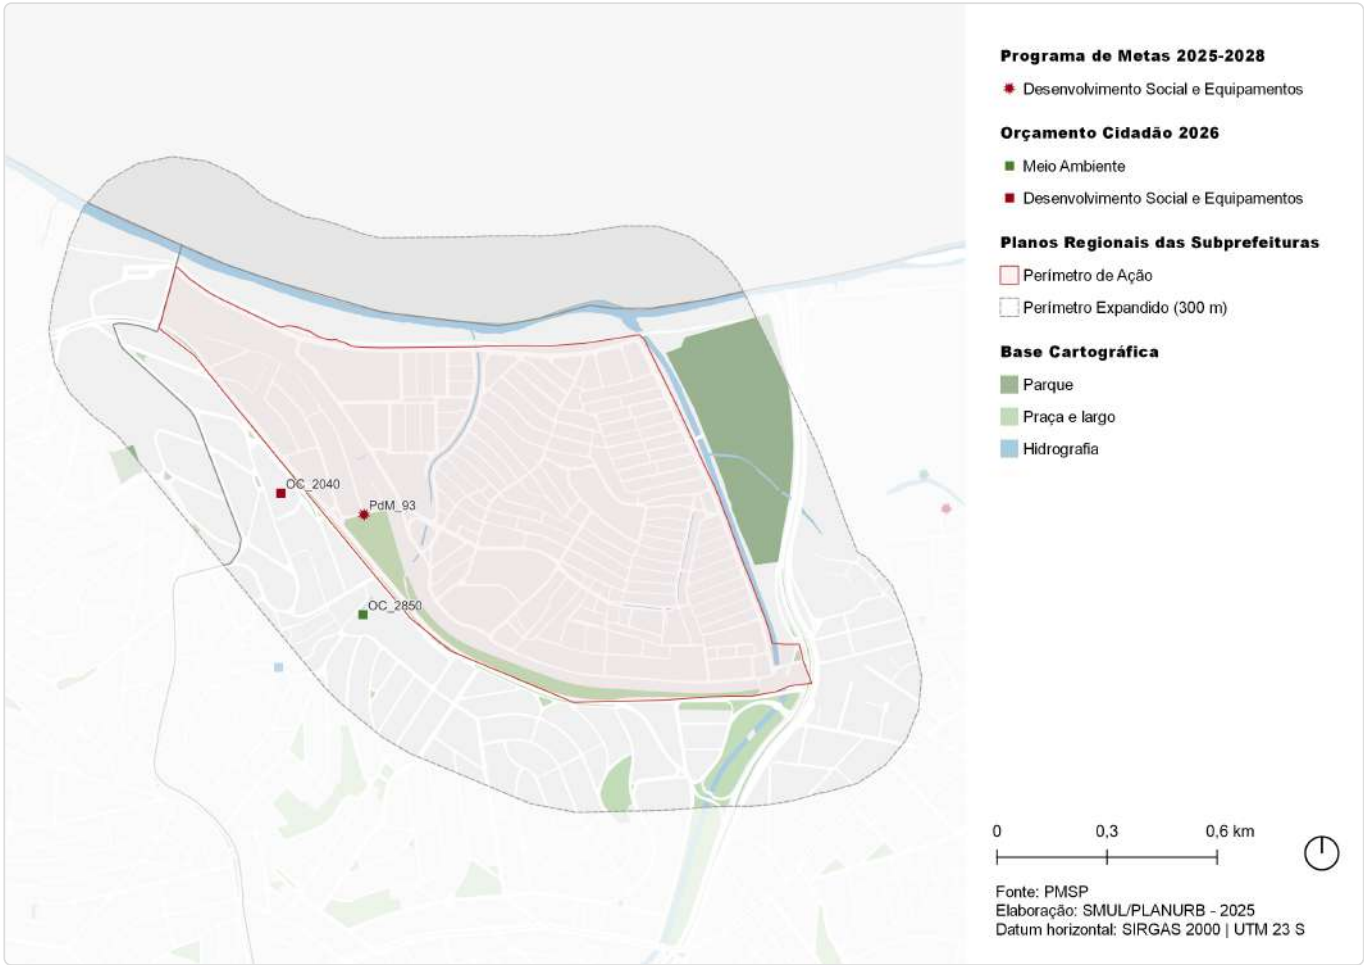 Programa de Metas 2025-2028
Desenvolvimento Social e Equipamentos
Orçamento Cidadão 2026
Meio Ambiente
Desenvolvimento Social e Equipamentos
Planos Regionais das Subprefeituras
Perímetro de Ação
Perímetro Expandido (300 m)
Base Cartográfica
Parque
Praça e largo
Hidrografia
OC_2040
PdM_93
OC_2850
0 0,3 0,6 km
Fonte: PMSP
Elaboração: SMUL/PLANURB - 2025
Datum horizontal: SIRGAS 2000 | UTM 23 S